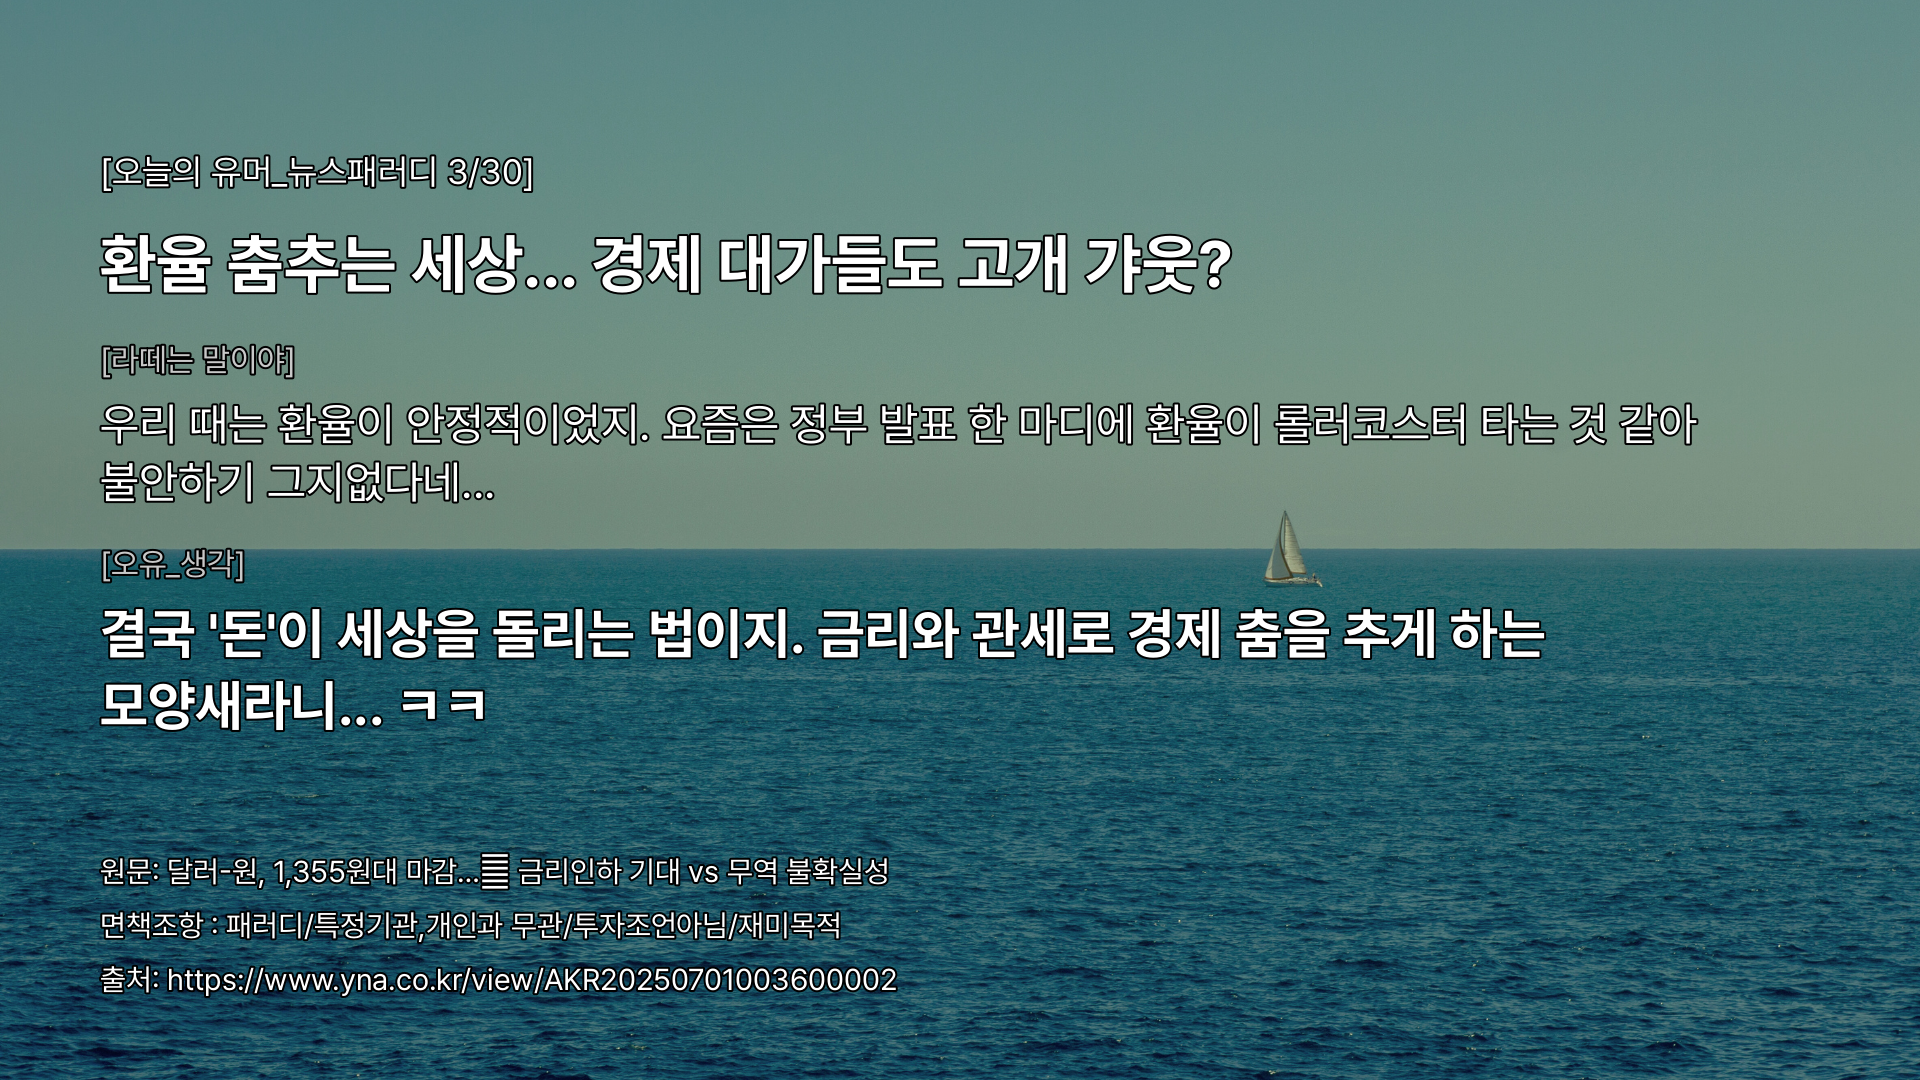 [오늘의 유머_뉴스패러디 3/30]
환율 춤추는 세상... 경제 대가들도 고개 갸웃?
[라떼는 말이야]
우리 때는 환율이 안정적이었지. 요즘은 정부 발표 한 마디에 환율이 롤러코스터 타는 것 같아
불안하기 그지없다네...
[오유_생각]
결국 '돈'이 세상을 돌리는 법이지. 금리와 관세로 경제 춤을 추게 하는
모양새라니... ㅋㅋ
원문: 달러-원, 1,355원대 마감... 금리인하 기대 vs 무역 불확실성
면책조항 : 패러디/특정기관,개인과 무관/투자조언아님/재미목적
출처: https://www.yna.co.kr/view/AKR20250701003600002